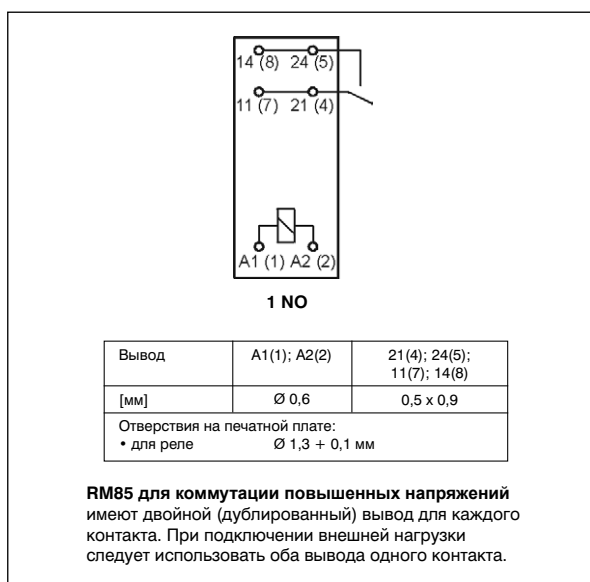 14 (8) 24 (5)
11 (7) 21 (4)
A1 (1) A2 (2)
1 NO
Вывод A1(1); A2(2) 21(4); 24(5);
11(7); 14(8)
[мм] Ø 0,6 0,5 x 0,9
Отверствия на печатной плате:
• для реле Ø 1,3 + 0,1 мм
RM85 для коммутации повышенных напряжений
имеют двойной (дублированный) вывод для каждого
контакта. При подключении внешней нагрузки
следует использовать оба вывода одного контакта.